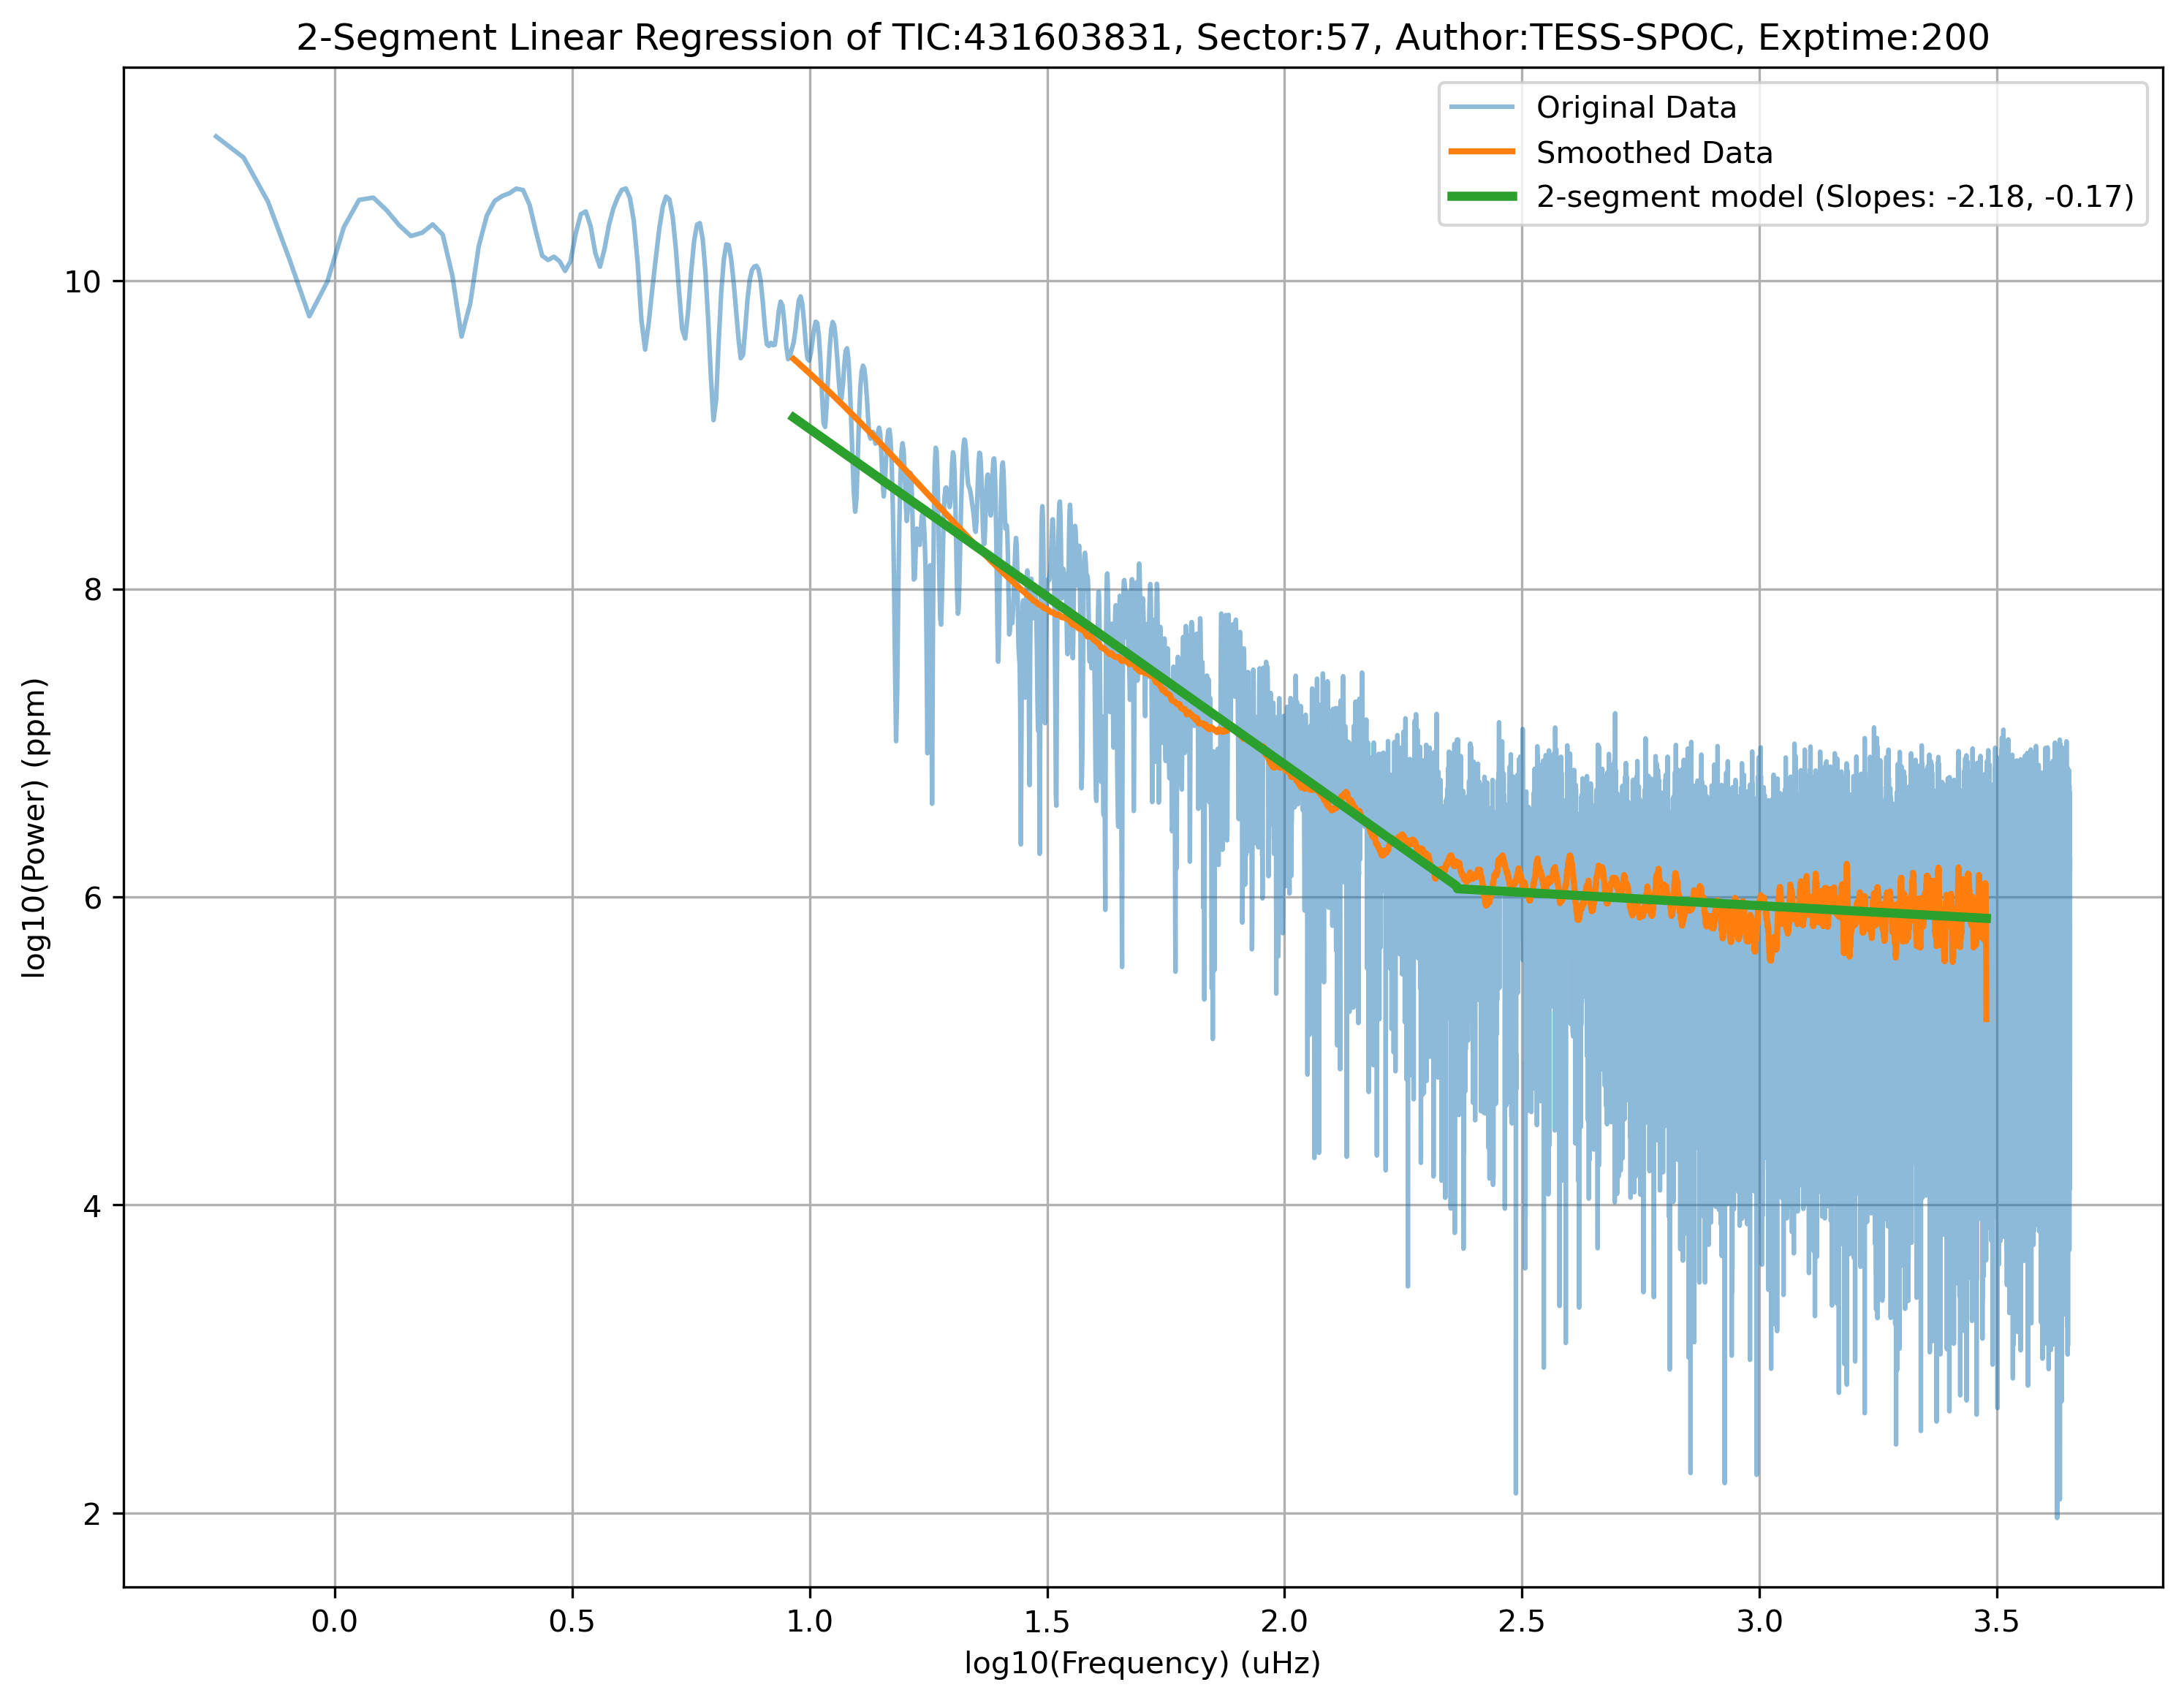 2-Segment Linear Regression of TIC:431603831, Sector:57, Author:TESS-SPOC, Exptime:200
Original Data
Smoothed Data
2-segment model (Slopes: -2.18, -0.17)
log10(Power) (ppm)
10
8
6
4
2
0.0 0.5 1.0 1.5 2.0 2.5 3.0 3.5
log10(Frequency) (uHz)